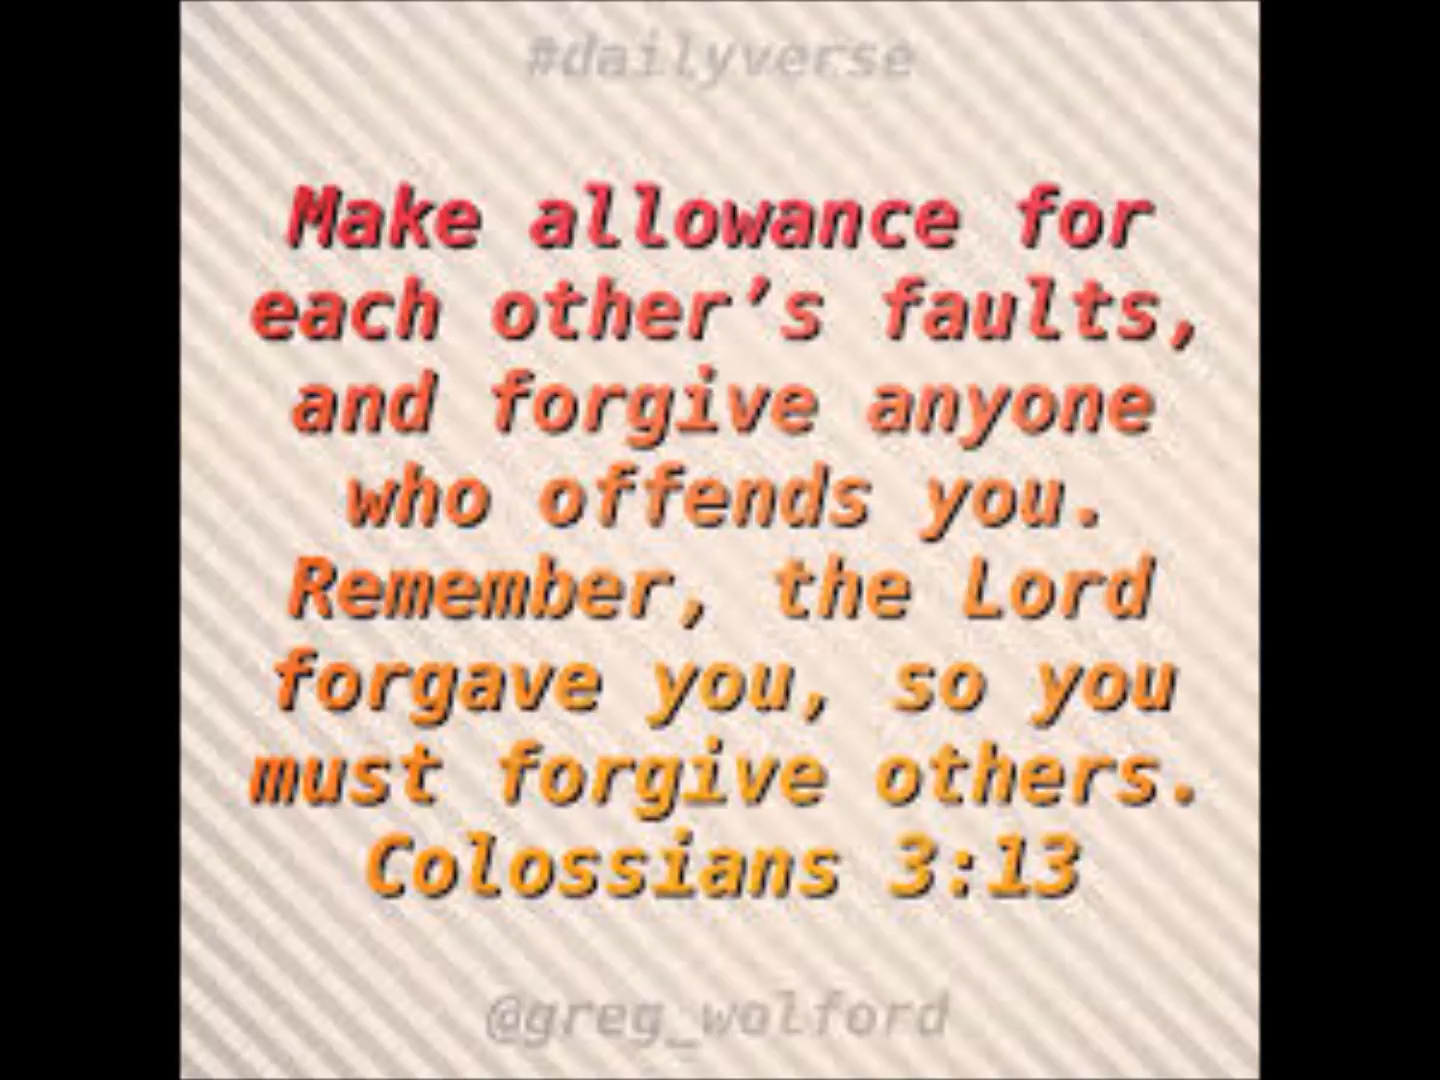 #dailyverse
Make allowance for
each other’s faults,
and forgive anyone
who offends you.
Remember, the Lord
forgave you, so you
must forgive others.
Colossians 3:13
@greg_wolford